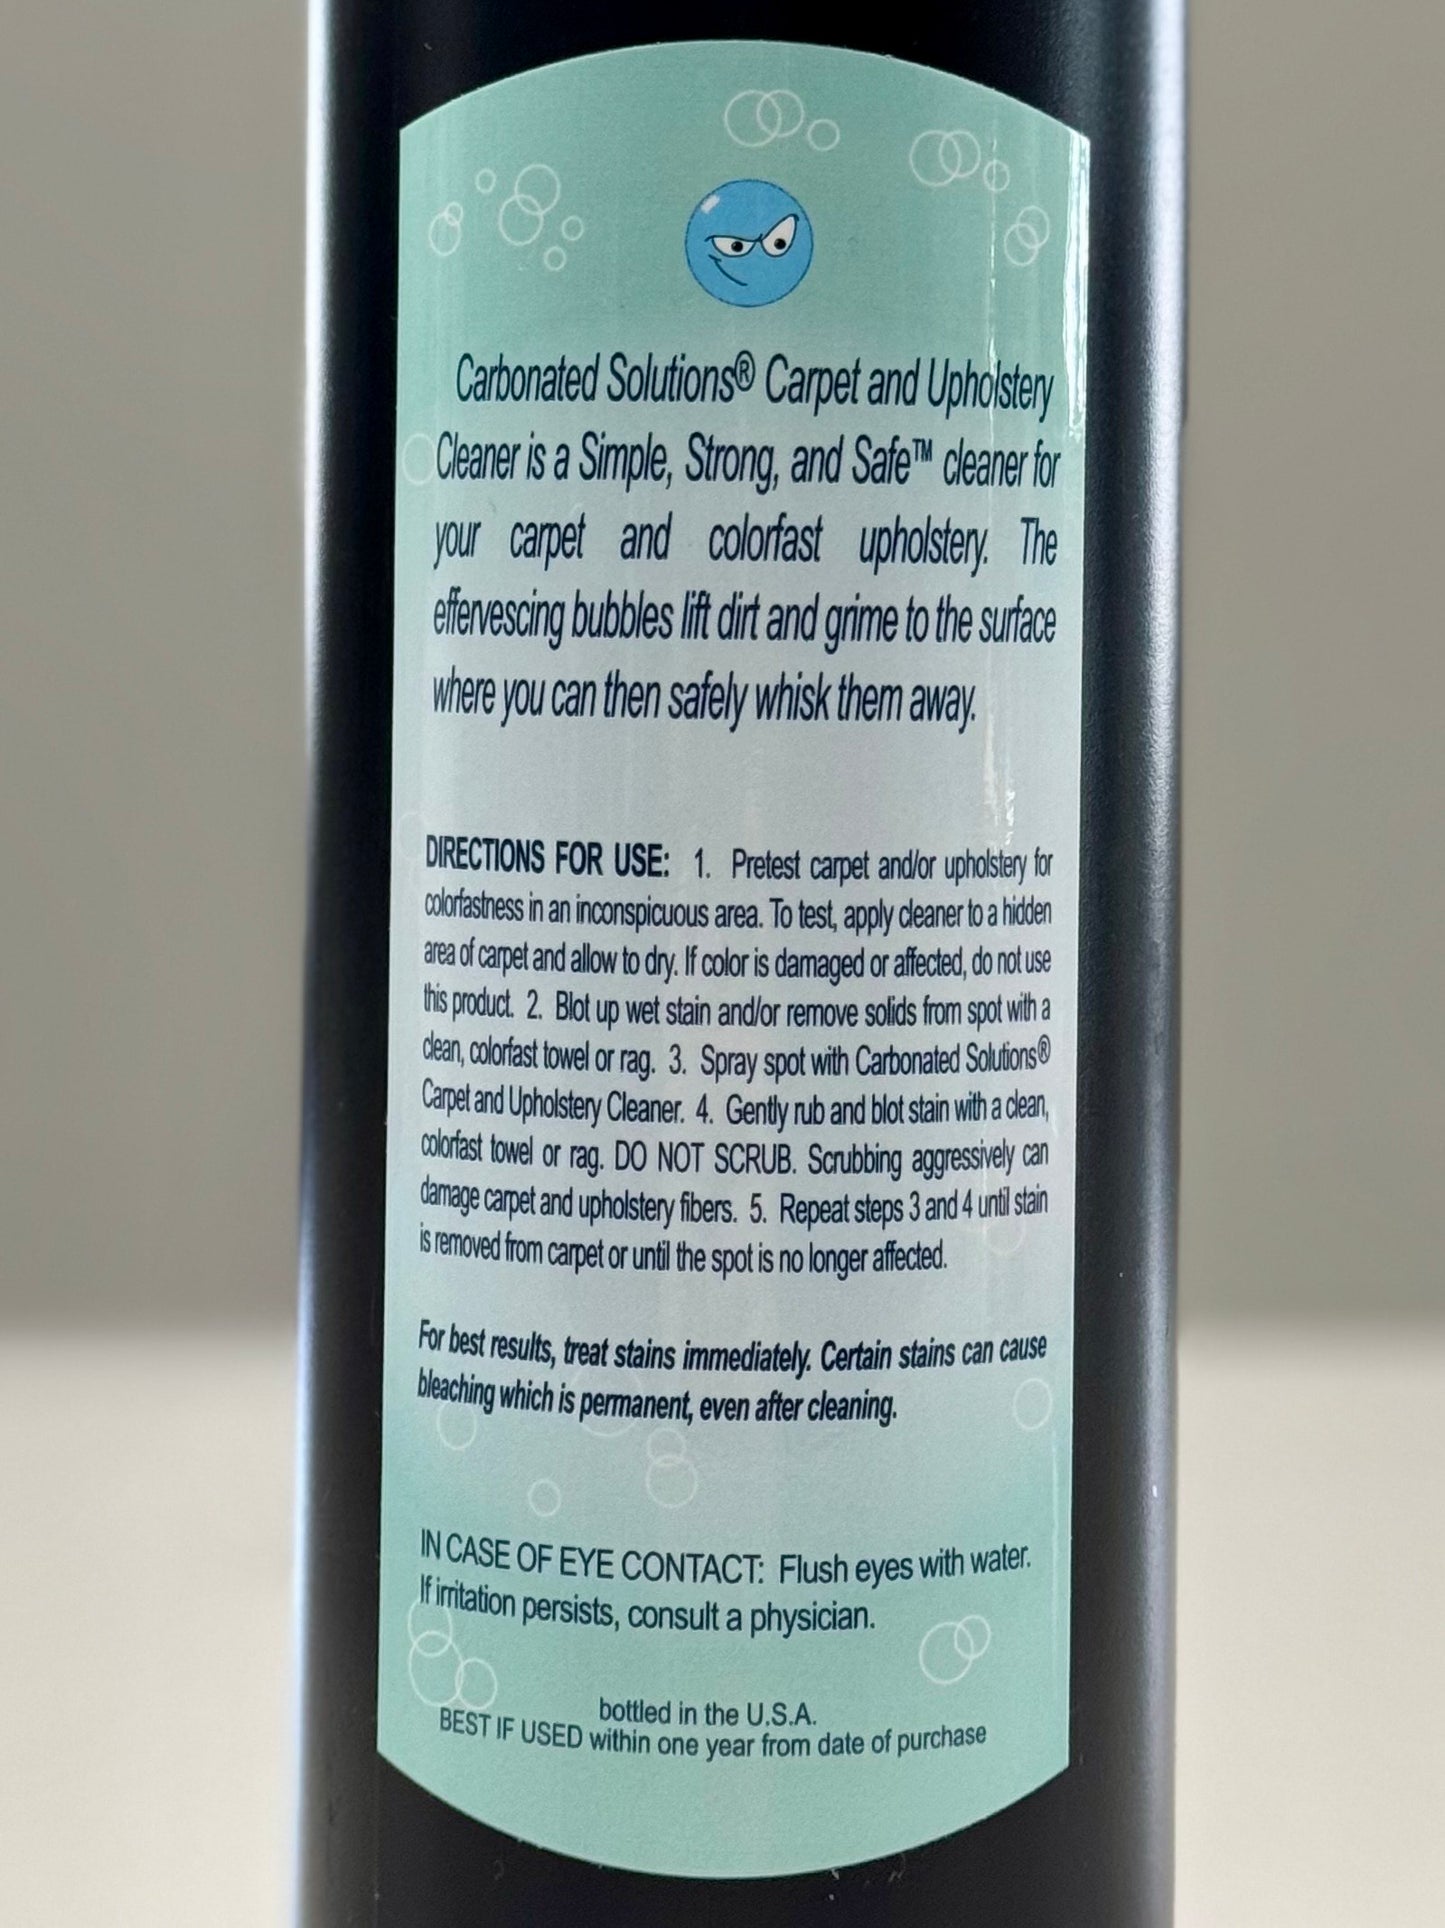 Carbonated Solutions® Carpet and Upholstery
Cleaner is a Simple, Strong, and Safe™ cleaner for
your carpet and colorfast upholstery. The
effervescing bubbles lift dirt and grime to the surface
where you can then safely whisk them away.
DIRECTIONS FOR USE: 1. Pretest carpet and/or upholstery for
colorfastness in an inconspicuous area. To test, apply cleaner to a hidden
area of carpet and allow to dry. If color is damaged or affected, do not use
this product. 2. Blot up wet stain and/or remove solids from spot with a
clean, colorfast towel or rag. 3. Spray spot with Carbonated Solutions®
Carpet and Upholstery Cleaner. 4. Gently rub and blot stain with a clean,
colorfast towel or rag. DO NOT SCRUB. Scrubbing aggressively can
damage carpet and upholstery fibers. 5. Repeat steps 3 and 4 until stain
is removed from carpet or until the spot is no longer affected.
For best results, treat stains immediately. Certain stains can cause
bleaching which is permanent, even after cleaning.
IN CASE OF EYE CONTACT: Flush eyes with water.
If irritation persists, consult a physician.
bottled in the U.S.A.
BEST IF USED within one year from date of purchase